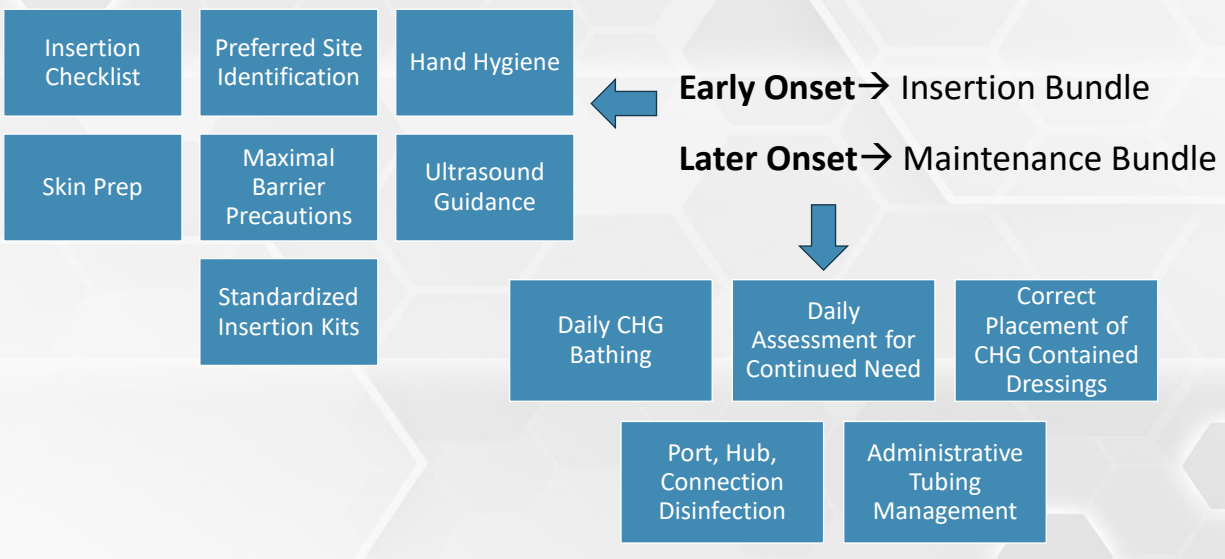 Insertion
Checklist
Preferred Site
Identification
Hand Hygiene
Skin Prep
Maximal
Barrier
Precautions
Ultrasound
Guidance
Standardized
Insertion Kits
Early Onset→ Insertion Bundle
Later Onset→ Maintenance Bundle
Daily CHG
Bathing
Daily
Assessment for
Continued Need
Correct
Placement of
CHG Contained
Dressings
Port, Hub,
Connection
Disinfection
Administrative
Tubing
Management